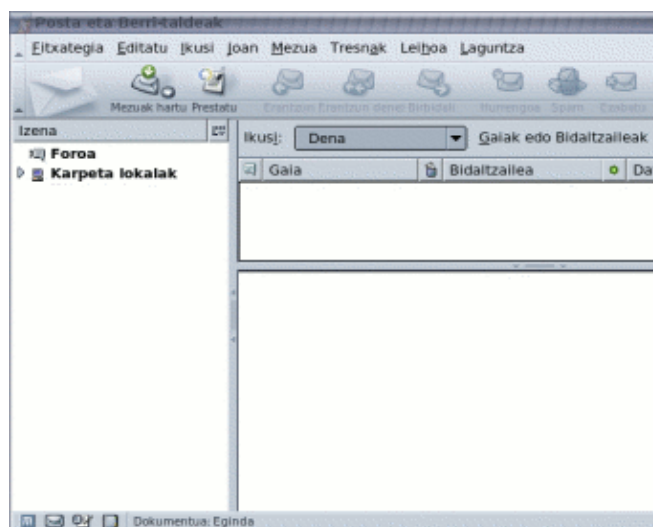 Posta eta Berri-taldeak
Eitxategia Editatu Ikusi Joan Mezua Tresnak Leihoa Laguntza
Mezuak hartu Prestatu Erantzun Erantzun denei Birbidali Hurrengoa Spam Ezabatu
Izena
Foroa
Karpeta lokalak
Ikusi: Dena Gaiak edo Bidaltzaileak
Gaia Bidaltzailea Da
Dokumentua: Eginda